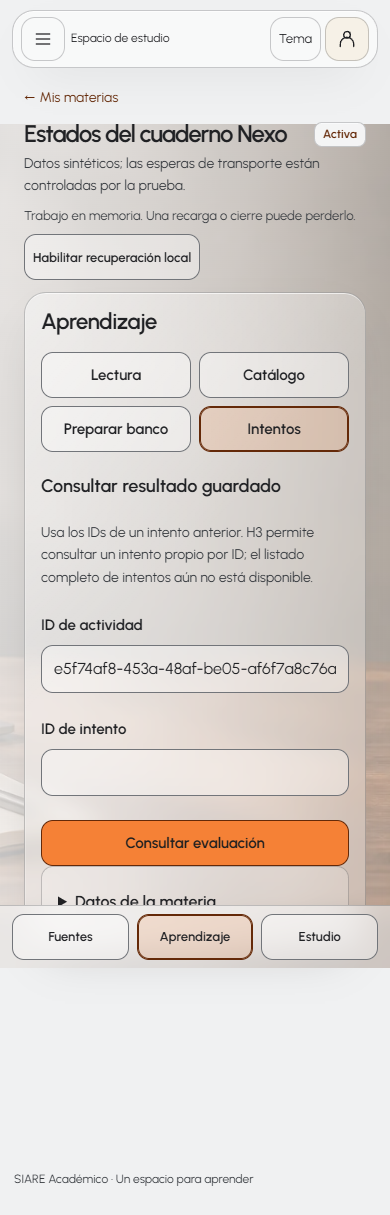 Espacio de estudio
Tema
← Mis materias
Estados del cuaderno Nexo
Activa
Datos sintéticos; las esperas de transporte están
controladas por la prueba.
Trabajo en memoria. Una recarga o cierre puede perderlo.
Habilitar recuperación local
Aprendizaje
Lectura
Catálogo
Preparar banco
Intentos
Consultar resultado guardado
Usa los IDs de un intento anterior. H3 permite
consultar un intento propio por ID; el listado
completo de intentos aún no está disponible.
ID de actividad
e5f74af8-453a-48af-be05-af6f7a8c76a
ID de intento
Consultar evaluación
▶ Datos de la materia
Fuentes
Aprendizaje
Estudio
SIARE Académico · Un espacio para aprender